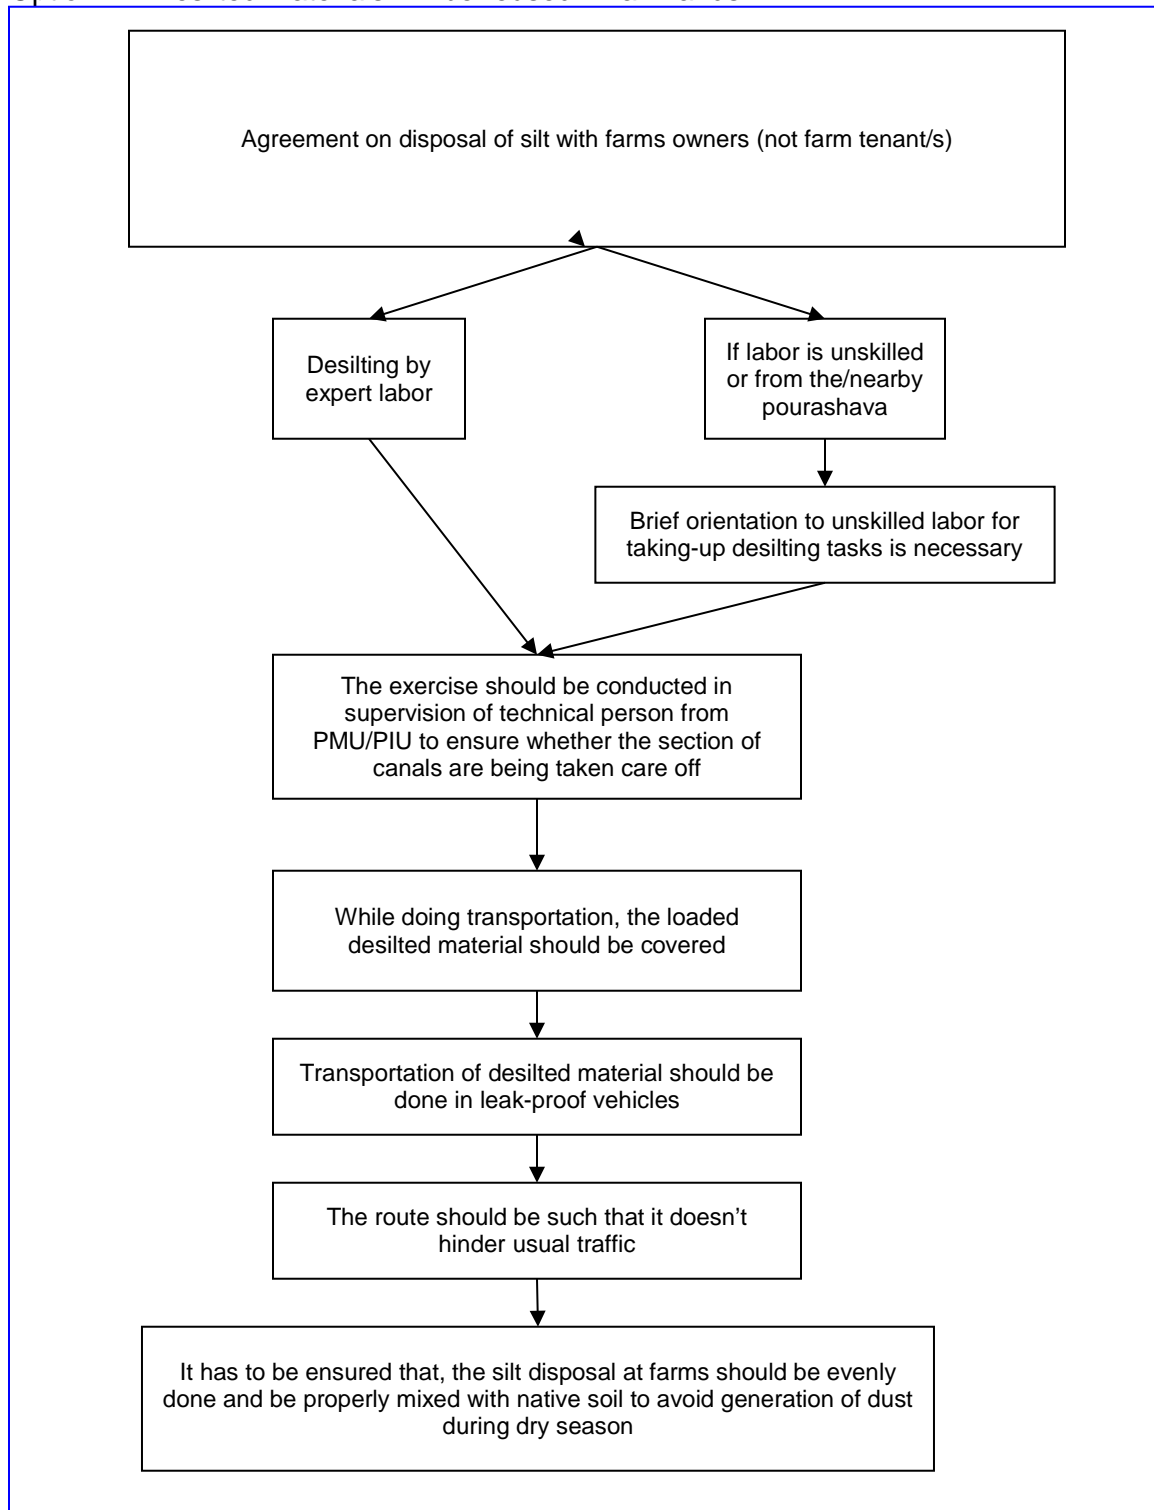 Agreement on disposal of silt with farms owners (not farm tenant/s)
Desilting by
expert labor
If labor is unskilled
or from the/nearby
pourashava
Brief orientation to unskilled labor for
taking-up desilting tasks is necessary
The exercise should be conducted in
supervision of technical person from
PMU/PIU to ensure whether the section of
canals are being taken care off
While doing transportation, the loaded
desilted material should be covered
Transportation of desilted material should be
done in leak-proof vehicles
The route should be such that it doesn’t
hinder usual traffic
It has to be ensured that, the silt disposal at farms should be evenly
done and be properly mixed with native soil to avoid generation of dust
during dry season